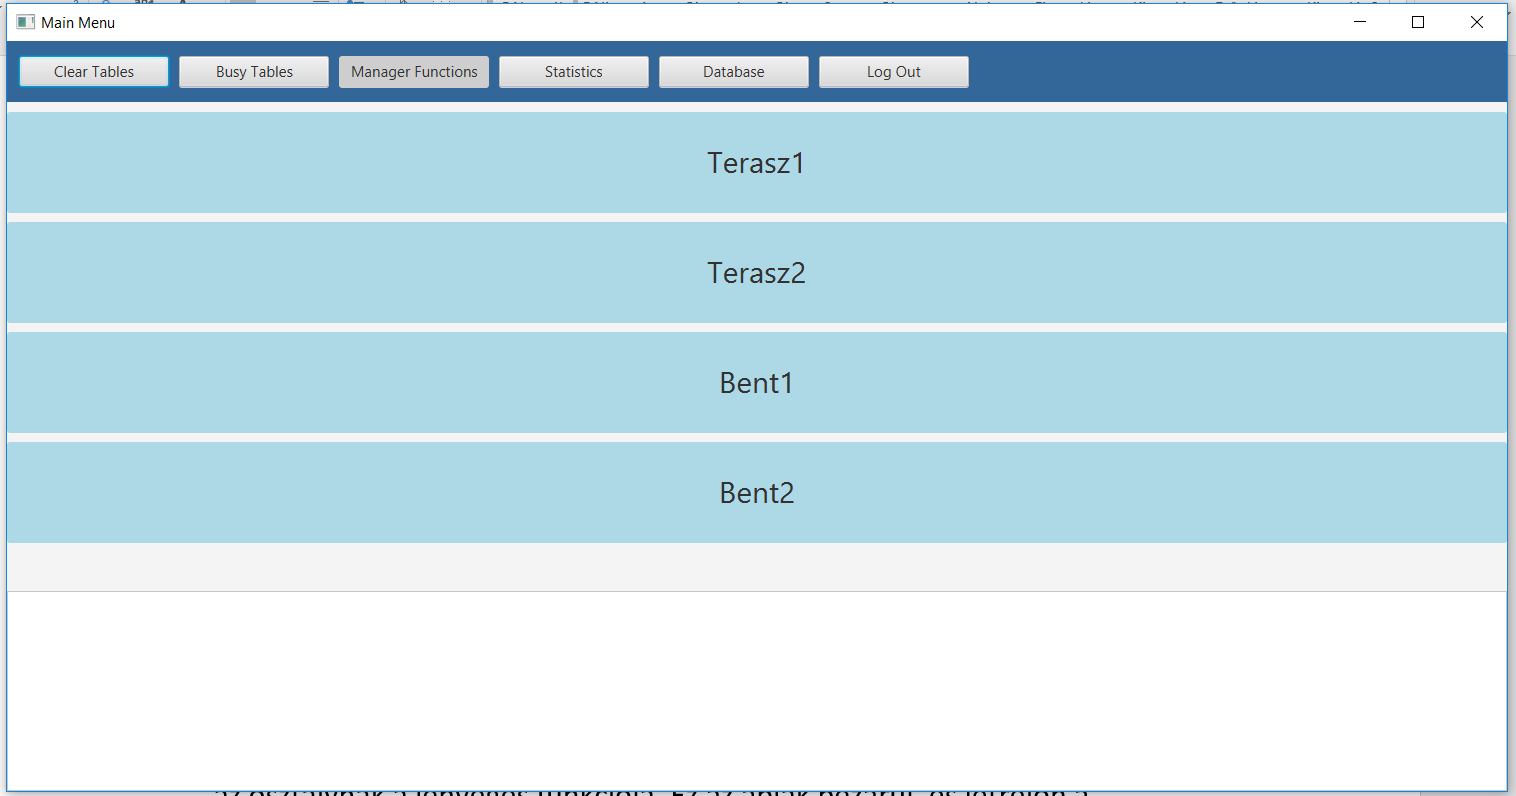 Main Menu
Clear Tables Busy Tables Manager Functions Statistics Database Log Out
Terasz1
Terasz2
Bent1
Bent2